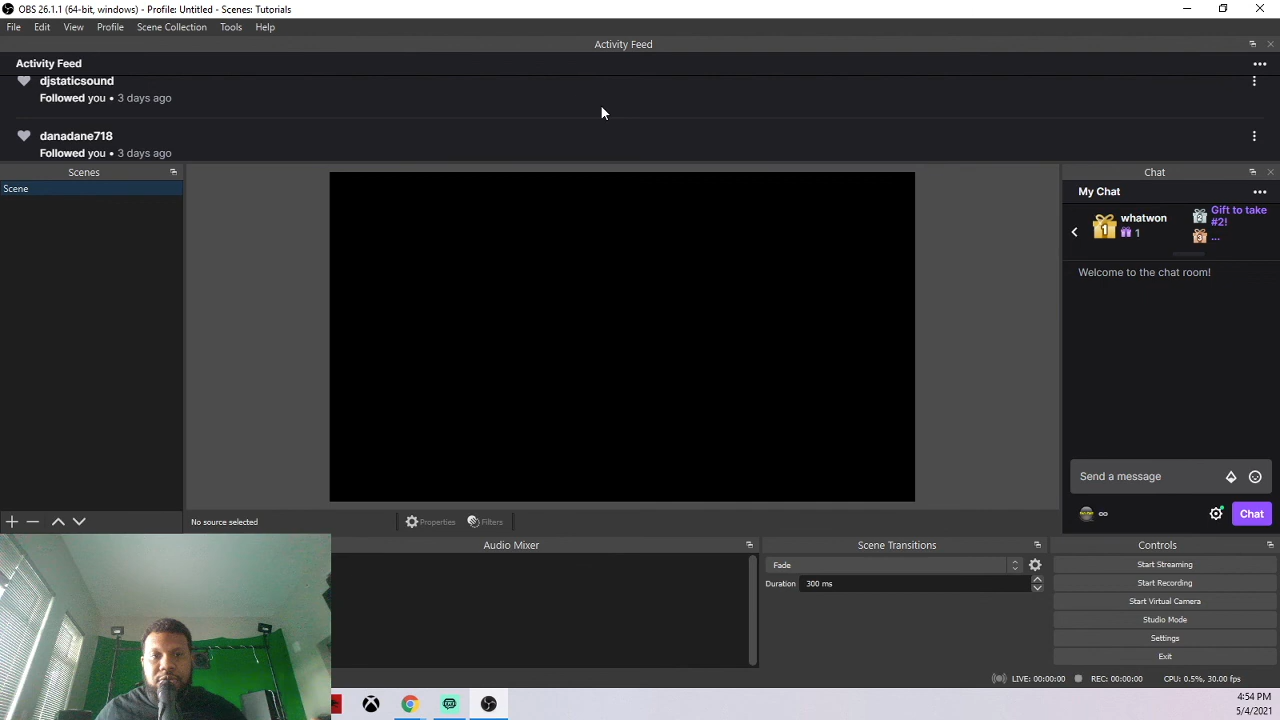 OBS 26.1.1 (64-bit, windows) - Profile: Untitled - Scenes: Tutorials
File Edit View Profile Scene Collection Tools Help
Activity Feed
Activity Feed
djstaticsound
Followed you • 3 days ago
danadane718
Followed you • 3 days ago
Scenes
Scene
Chat
My Chat
1 whatwon
1
2 Gift to take
#2!
3 ...
Welcome to the chat room!
Send a message
∞
Chat
No source selected
Properties
Filters
Audio Mixer
Scene Transitions
Fade
Duration 300 ms
Controls
Start Streaming
Start Recording
Start Virtual Camera
Studio Mode
Settings
Exit
LIVE: 00:00:00 REC: 00:00:00 CPU: 0.5%, 30.00 fps
4:54 PM
5/4/2021